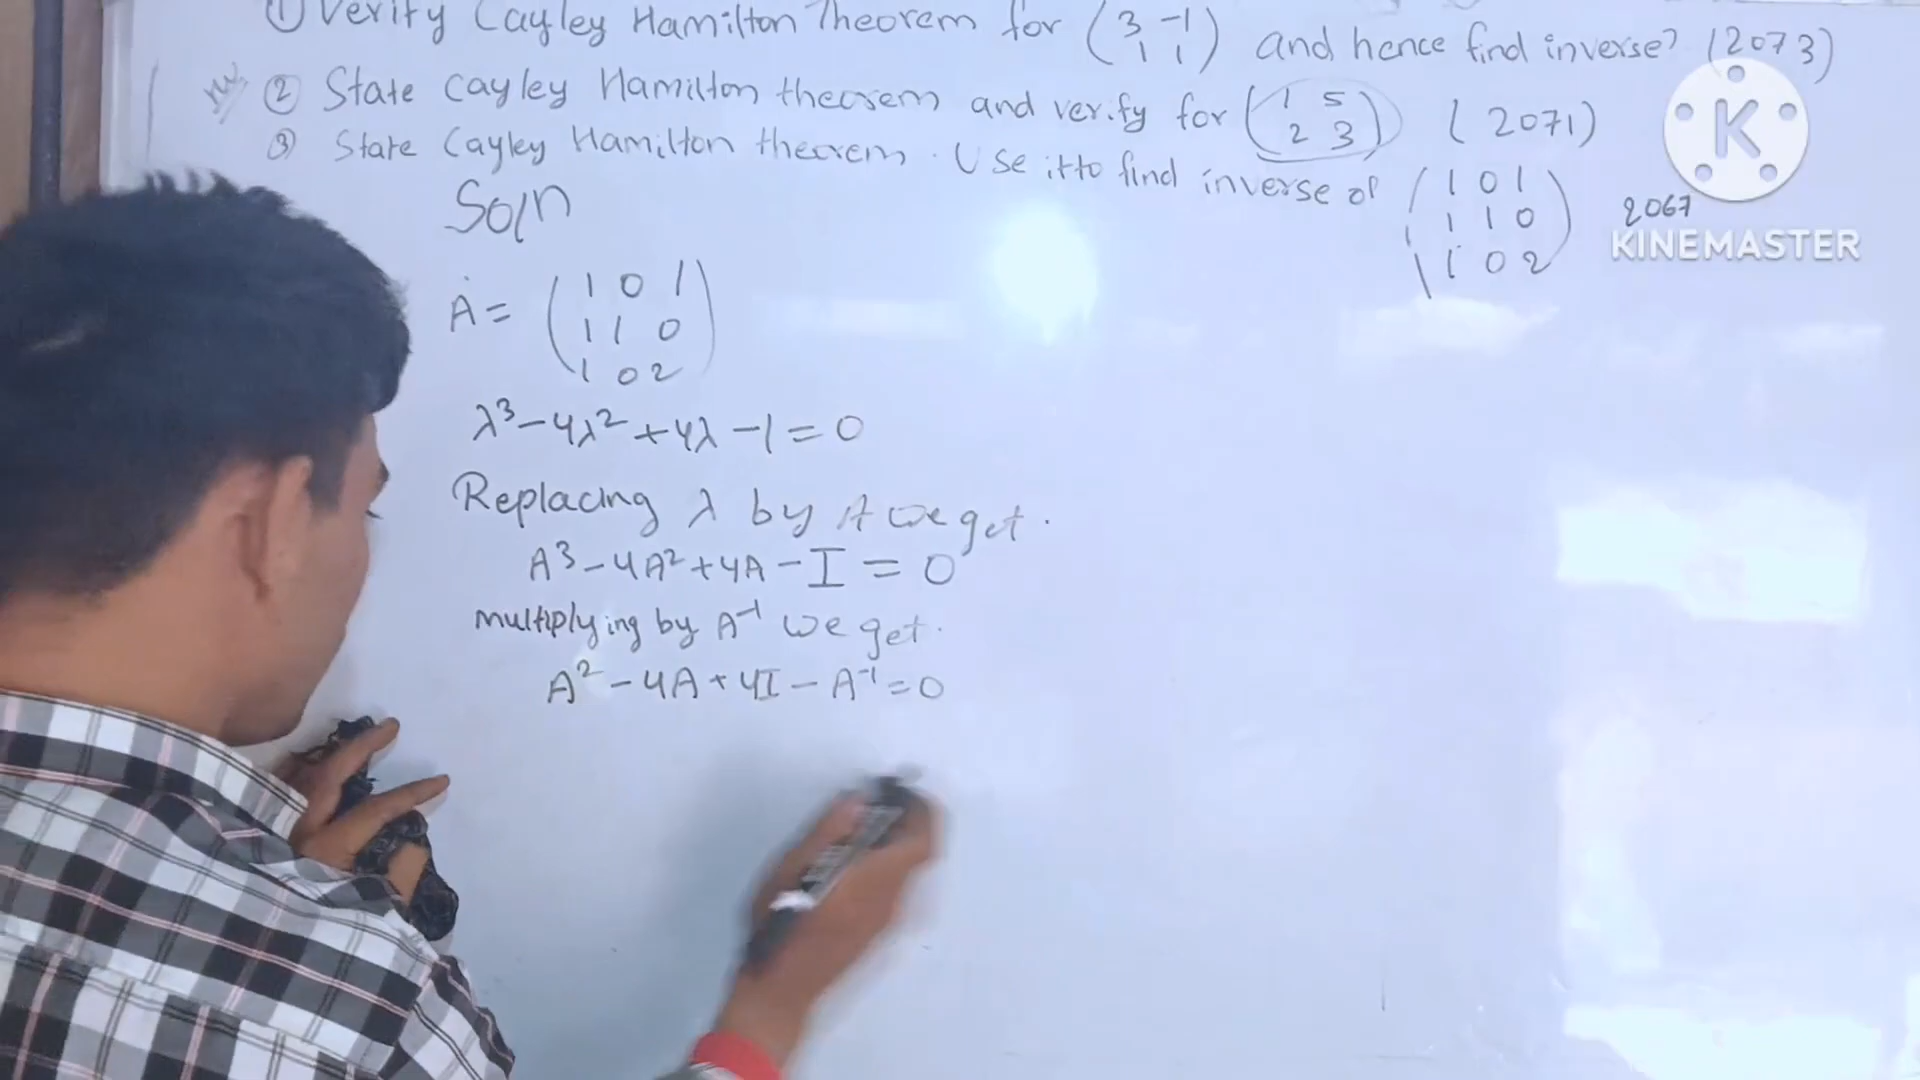 ① Verify Cayley Hamilton Theorem for (3 -1 and hence find inverse? (2073)
1 1)
② State Cayley Hamilton theorem and verify for (1 5 (2071)
2 3)
③ State Cayley Hamilton theorem. Use it to find inverse of (1 0 1
1 1 0 2067
1 0 2)
K
KINEMASTER
Soln
A = (1 0 1
1 1 0
1 0 2)
λ³-4λ²+4λ-1=0
Replacing λ by A we get.
A³-4A²+4A-I=0
multiplying by A⁻¹ we get.
A²-4A+4I-A⁻¹=0